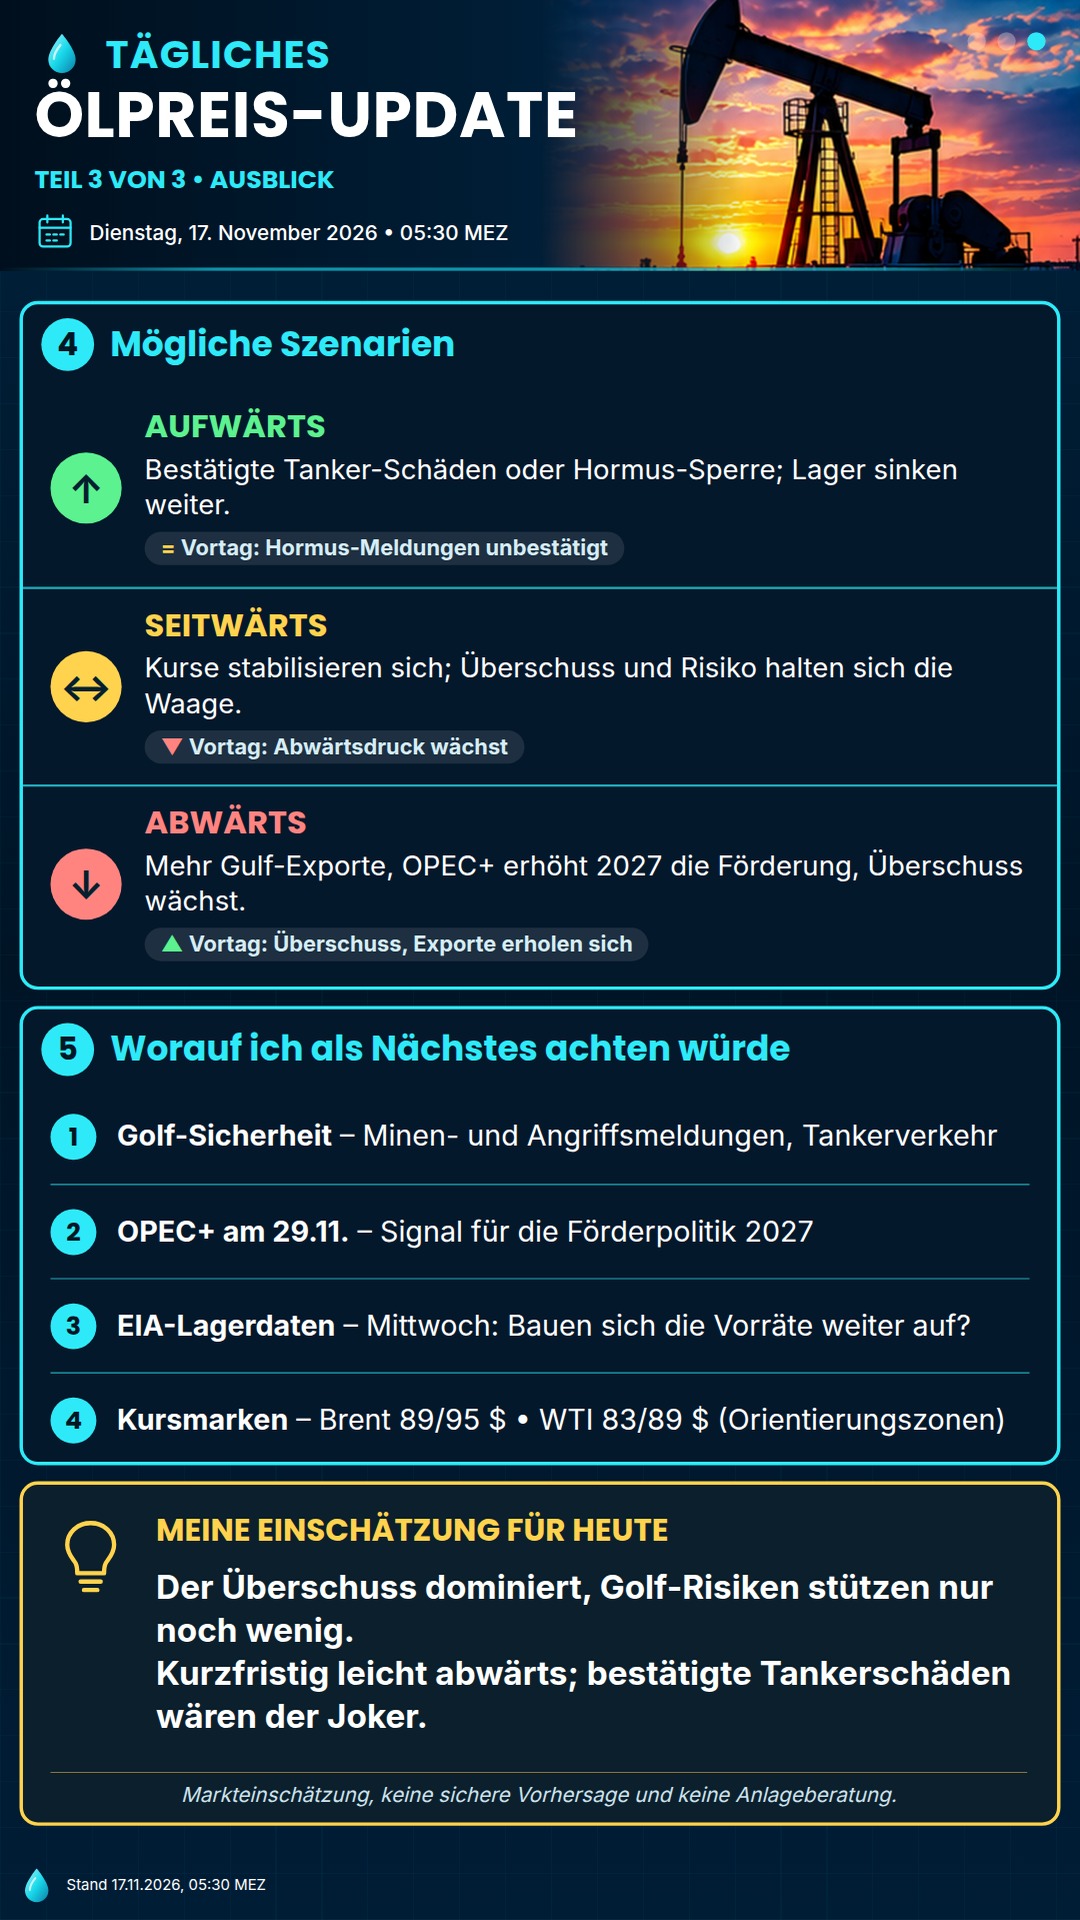 TÄGLICHES
ÖLPREIS-UPDATE
TEIL 3 VON 3 • AUSBLICK
Dienstag, 17. November 2026 • 05:30 MEZ
4 Mögliche Szenarien
AUFWÄRTS
Bestätigte Tanker-Schäden oder Hormus-Sperre; Lager sinken
weiter.
= Vortag: Hormus-Meldungen unbestätigt
SEITWÄRTS
Kurse stabilisieren sich; Überschuss und Risiko halten sich die
Waage.
▼ Vortag: Abwärtsdruck wächst
ABWÄRTS
Mehr Gulf-Exporte, OPEC+ erhöht 2027 die Förderung, Überschuss
wächst.
▲ Vortag: Überschuss, Exporte erholen sich
5 Worauf ich als Nächstes achten würde
1 Golf-Sicherheit – Minen- und Angriffsmeldungen, Tankerverkehr
2 OPEC+ am 29.11. – Signal für die Förderpolitik 2027
3 EIA-Lagerdaten – Mittwoch: Bauen sich die Vorräte weiter auf?
4 Kursmarken – Brent 89/95 $ • WTI 83/89 $ (Orientierungszonen)
MEINE EINSCHÄTZUNG FÜR HEUTE
Der Überschuss dominiert, Golf-Risiken stützen nur
noch wenig.
Kurzfristig leicht abwärts; bestätigte Tankerschäden
wären der Joker.
Markteinschätzung, keine sichere Vorhersage und keine Anlageberatung.
Stand 17.11.2026, 05:30 MEZ